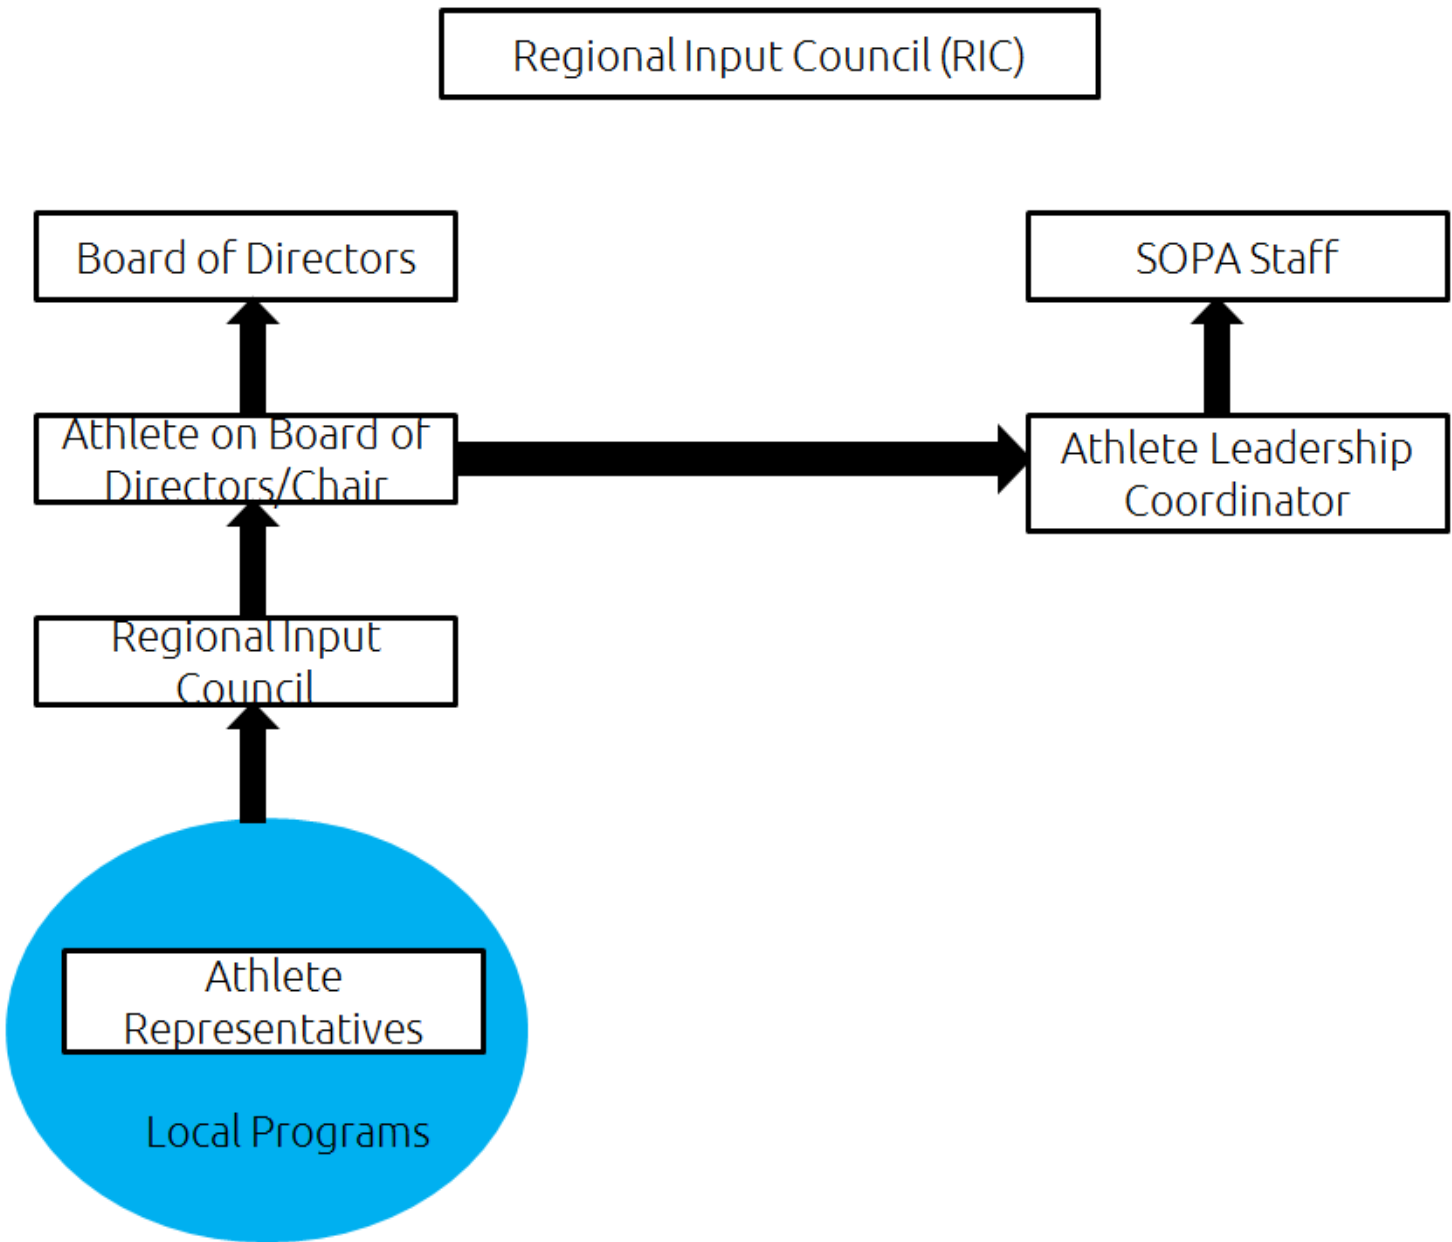 Regional Input Council (RIC)
Board of Directors
SOPA Staff
Athlete on Board of
Directors/Chair
Athlete Leadership
Coordinator
Regional Input
Council
Athlete
Representatives
Local Programs